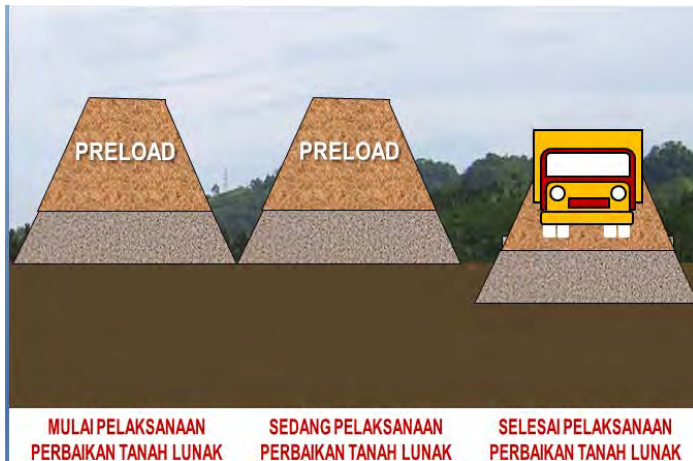 PRELOAD
PRELOAD
MULAI PELAKSANAAN
PERBAIKAN TANAH LUNAK
SEDANG PELAKSANAAN
PERBAIKAN TANAH LUNAK
SELESAI PELAKSANAAN
PERBAIKAN TANAH LUNAK